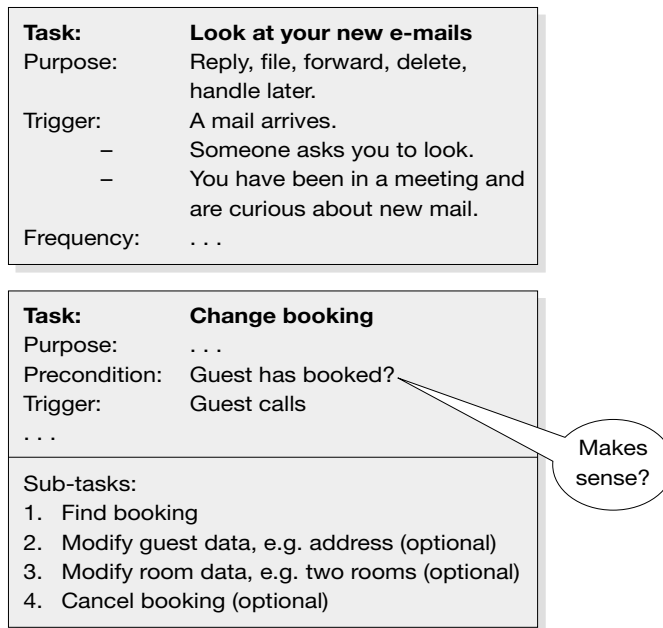 Task: Look at your new e-mails
Purpose: Reply, file, forward, delete,
handle later.
Trigger: A mail arrives.
– Someone asks you to look.
– You have been in a meeting and
are curious about new mail.
Frequency: . . .
Task: Change booking
Purpose: . . .
Precondition: Guest has booked?
Trigger: Guest calls
. . .
Makes
sense?
Sub-tasks:
1. Find booking
2. Modify guest data, e.g. address (optional)
3. Modify room data, e.g. two rooms (optional)
4. Cancel booking (optional)